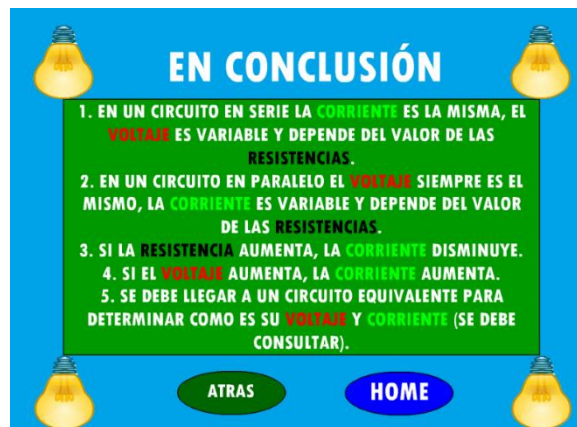 EN CONCLUSIÓN
1. EN UN CIRCUITO EN SERIE LA CORRIENTE ES LA MISMA, EL
VOLTAJE ES VARIABLE Y DEPENDE DEL VALOR DE LAS
RESISTENCIAS.
2. EN UN CIRCUITO EN PARALELO EL VOLTAJE SIEMPRE ES EL
MISMO, LA CORRIENTE ES VARIABLE Y DEPENDE DEL VALOR
DE LAS RESISTENCIAS.
3. SI LA RESISTENCIA AUMENTA, LA CORRIENTE DISMINUYE.
4. SI EL VOLTAJE AUMENTA, LA CORRIENTE AUMENTA.
5. SE DEBE LLEGAR A UN CIRCUITO EQUIVALENTE PARA
DETERMINAR COMO ES SU VOLTAJE Y CORRIENTE (SE DEBE
CONSULTAR).
ATRAS
HOME